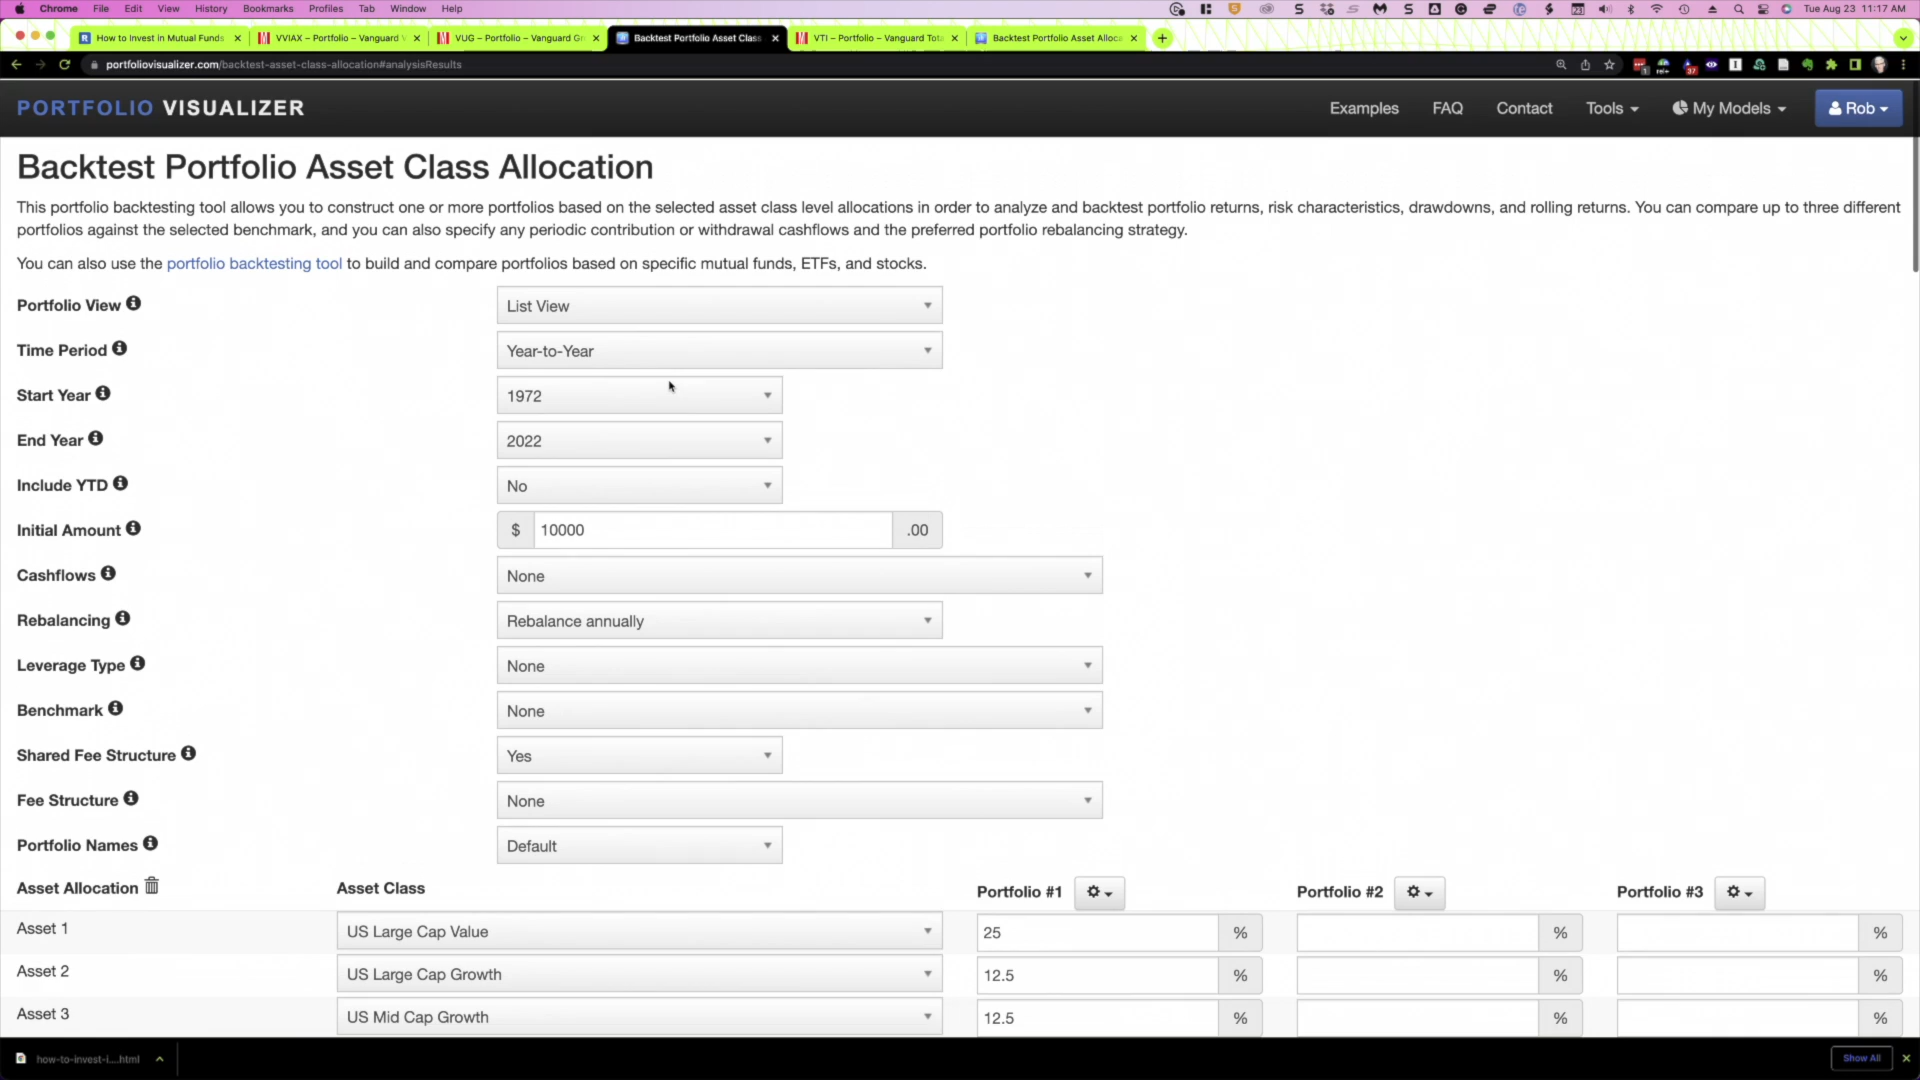 Chrome File Edit View History Bookmarks Profiles Tab Window Help Tue Aug 23 11:17 AM
How to Invest in Mutual Funds VVIAX – Portfolio – Vanguard V VUG – Portfolio – Vanguard Gr Backtest Portfolio Asset Class VTI – Portfolio – Vanguard Tota Backtest Portfolio Asset Alloca
portfoliovisualizer.com/backtest-asset-class-allocation#analysisResults
PORTFOLIO VISUALIZER Examples FAQ Contact Tools My Models Rob
Backtest Portfolio Asset Class Allocation
This portfolio backtesting tool allows you to construct one or more portfolios based on the selected asset class level allocations in order to analyze and backtest portfolio returns, risk characteristics, drawdowns, and rolling returns. You can compare up to three different
portfolios against the selected benchmark, and you can also specify any periodic contribution or withdrawal cashflows and the preferred portfolio rebalancing strategy.
You can also use the portfolio backtesting tool to build and compare portfolios based on specific mutual funds, ETFs, and stocks.
Portfolio View List View
Time Period Year-to-Year
Start Year 1972
End Year 2022
Include YTD No
Initial Amount $ 10000 .00
Cashflows None
Rebalancing Rebalance annually
Leverage Type None
Benchmark None
Shared Fee Structure Yes
Fee Structure None
Portfolio Names Default
Asset Allocation Asset Class Portfolio #1 Portfolio #2 Portfolio #3
Asset 1 US Large Cap Value 25 % % %
Asset 2 US Large Cap Growth 12.5 % % %
Asset 3 US Mid Cap Growth 12.5 % % %
how-to-invest-i....html Show All